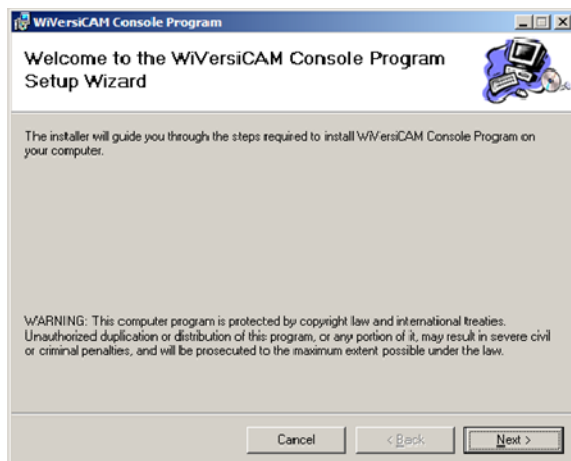 WiVersiCAM Console Program
Welcome to the WiVersiCAM Console Program
Setup Wizard
The installer will guide you through the steps required to install WiVersiCAM Console Program on
your computer.
WARNING: This computer program is protected by copyright law and international treaties.
Unauthorized duplication or distribution of this program, or any portion of it, may result in severe civil
or criminal penalties, and will be prosecuted to the maximum extent possible under the law.
Cancel
< Back
Next >